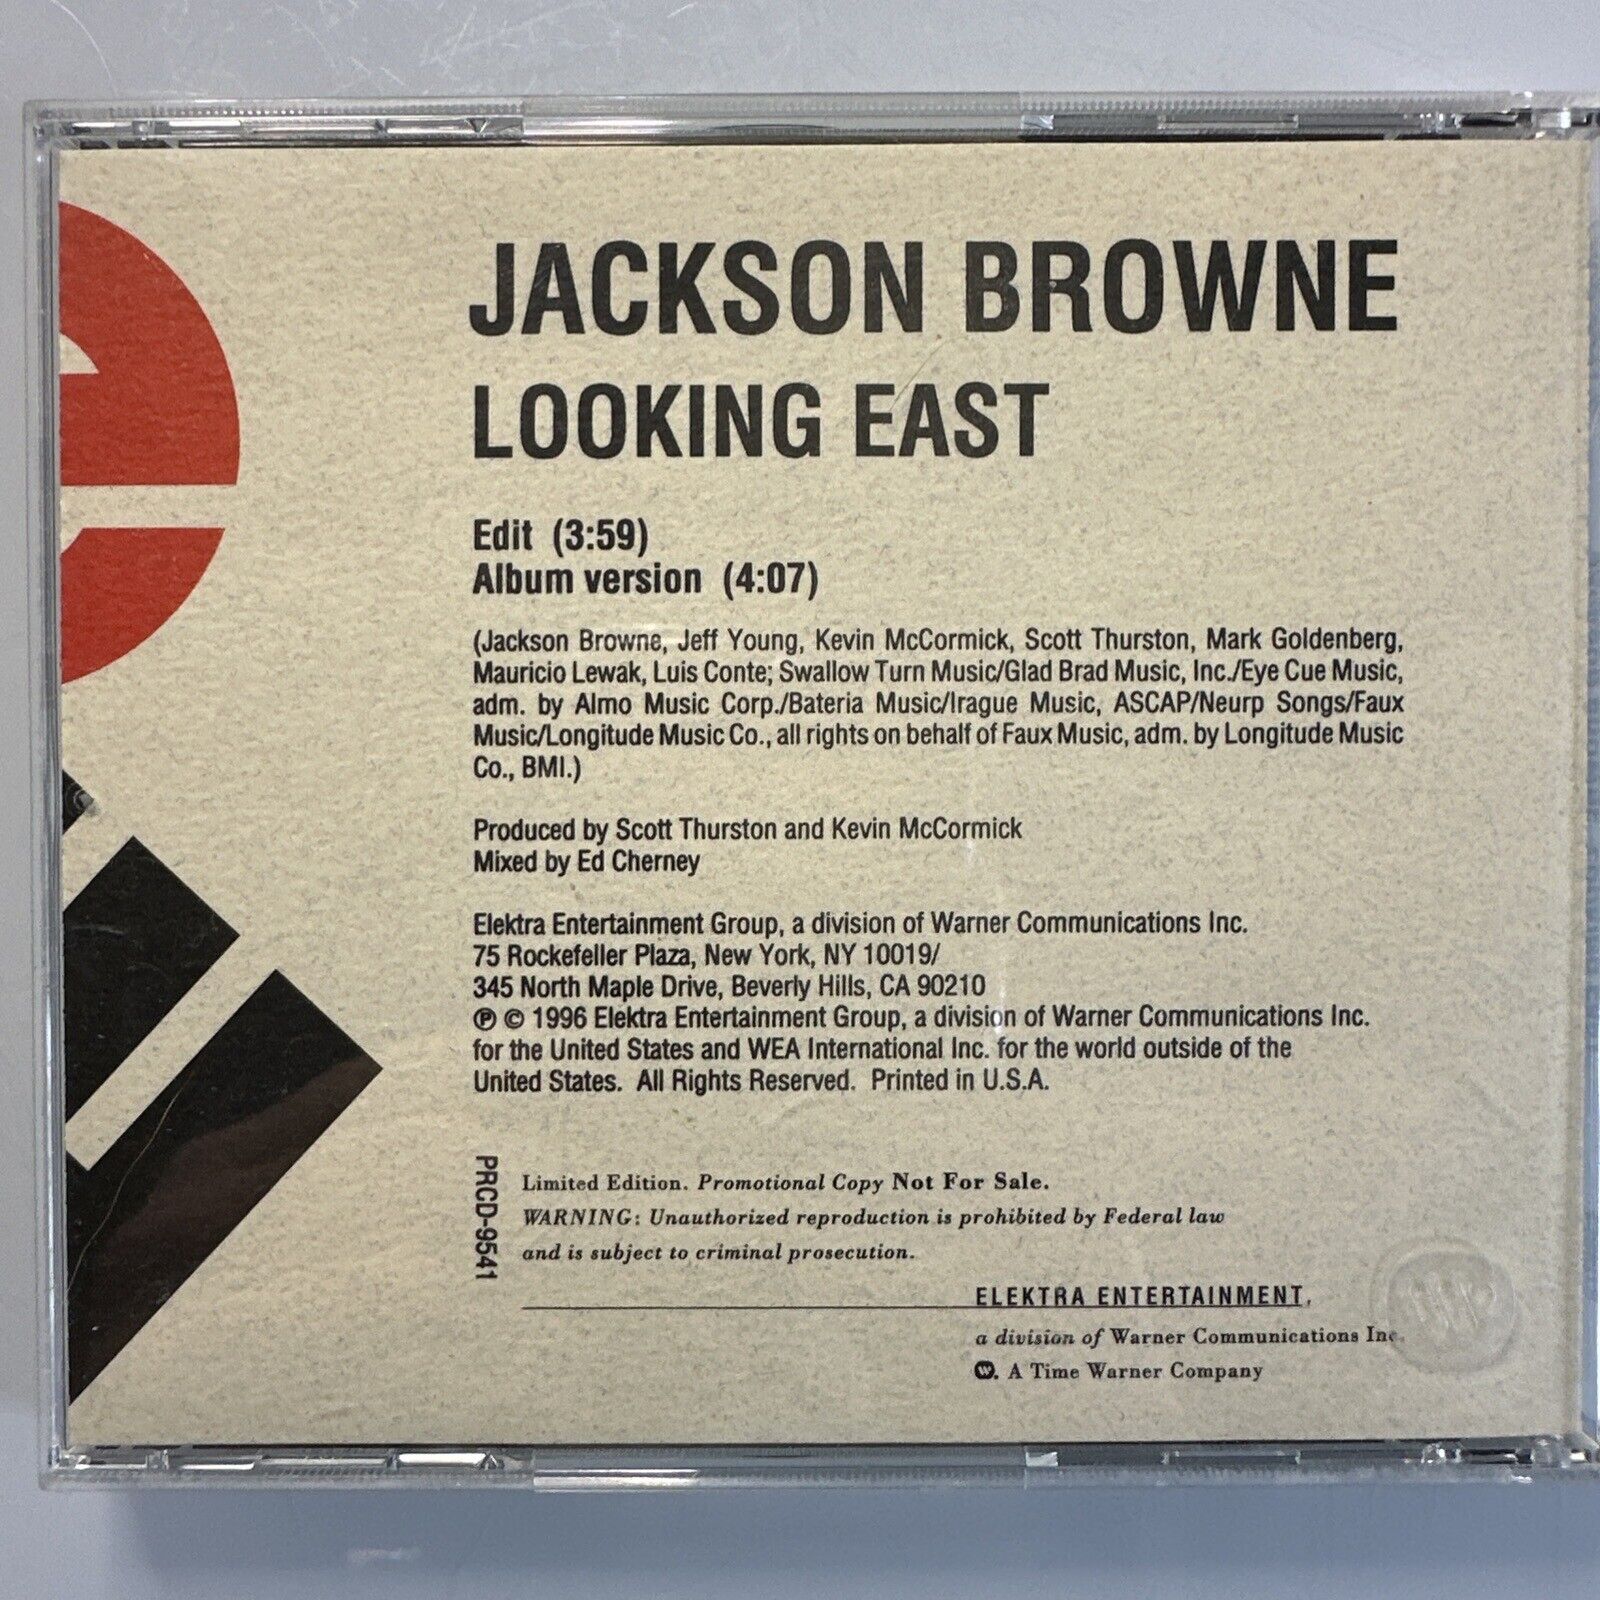 JACKSON BROWNE
LOOKING EAST
Edit (3:59)
Album version (4:07)
(Jackson Browne, Jeff Young, Kevin McCormick, Scott Thurston, Mark Goldenberg,
Mauricio Lewak, Luis Conte; Swallow Turn Music/Glad Brad Music, Inc./Eye Cue Music,
adm. by Almo Music Corp./Bateria Music/Irague Music, ASCAP/Neurp Songs/Faux
Music/Longitude Music Co., all rights on behalf of Faux Music, adm. by Longitude Music
Co., BMI.)
Produced by Scott Thurston and Kevin McCormick
Mixed by Ed Cherney
Elektra Entertainment Group, a division of Warner Communications Inc.
75 Rockefeller Plaza, New York, NY 10019/
345 North Maple Drive, Beverly Hills, CA 90210
℗ © 1996 Elektra Entertainment Group, a division of Warner Communications Inc.
for the United States and WEA International Inc. for the world outside of the
United States. All Rights Reserved. Printed in U.S.A.
PRCD-9541
Limited Edition. Promotional Copy Not For Sale.
WARNING: Unauthorized reproduction is prohibited by Federal law
and is subject to criminal prosecution.
ELEKTRA ENTERTAINMENT,
a division of Warner Communications Inc.
W. A Time Warner Company